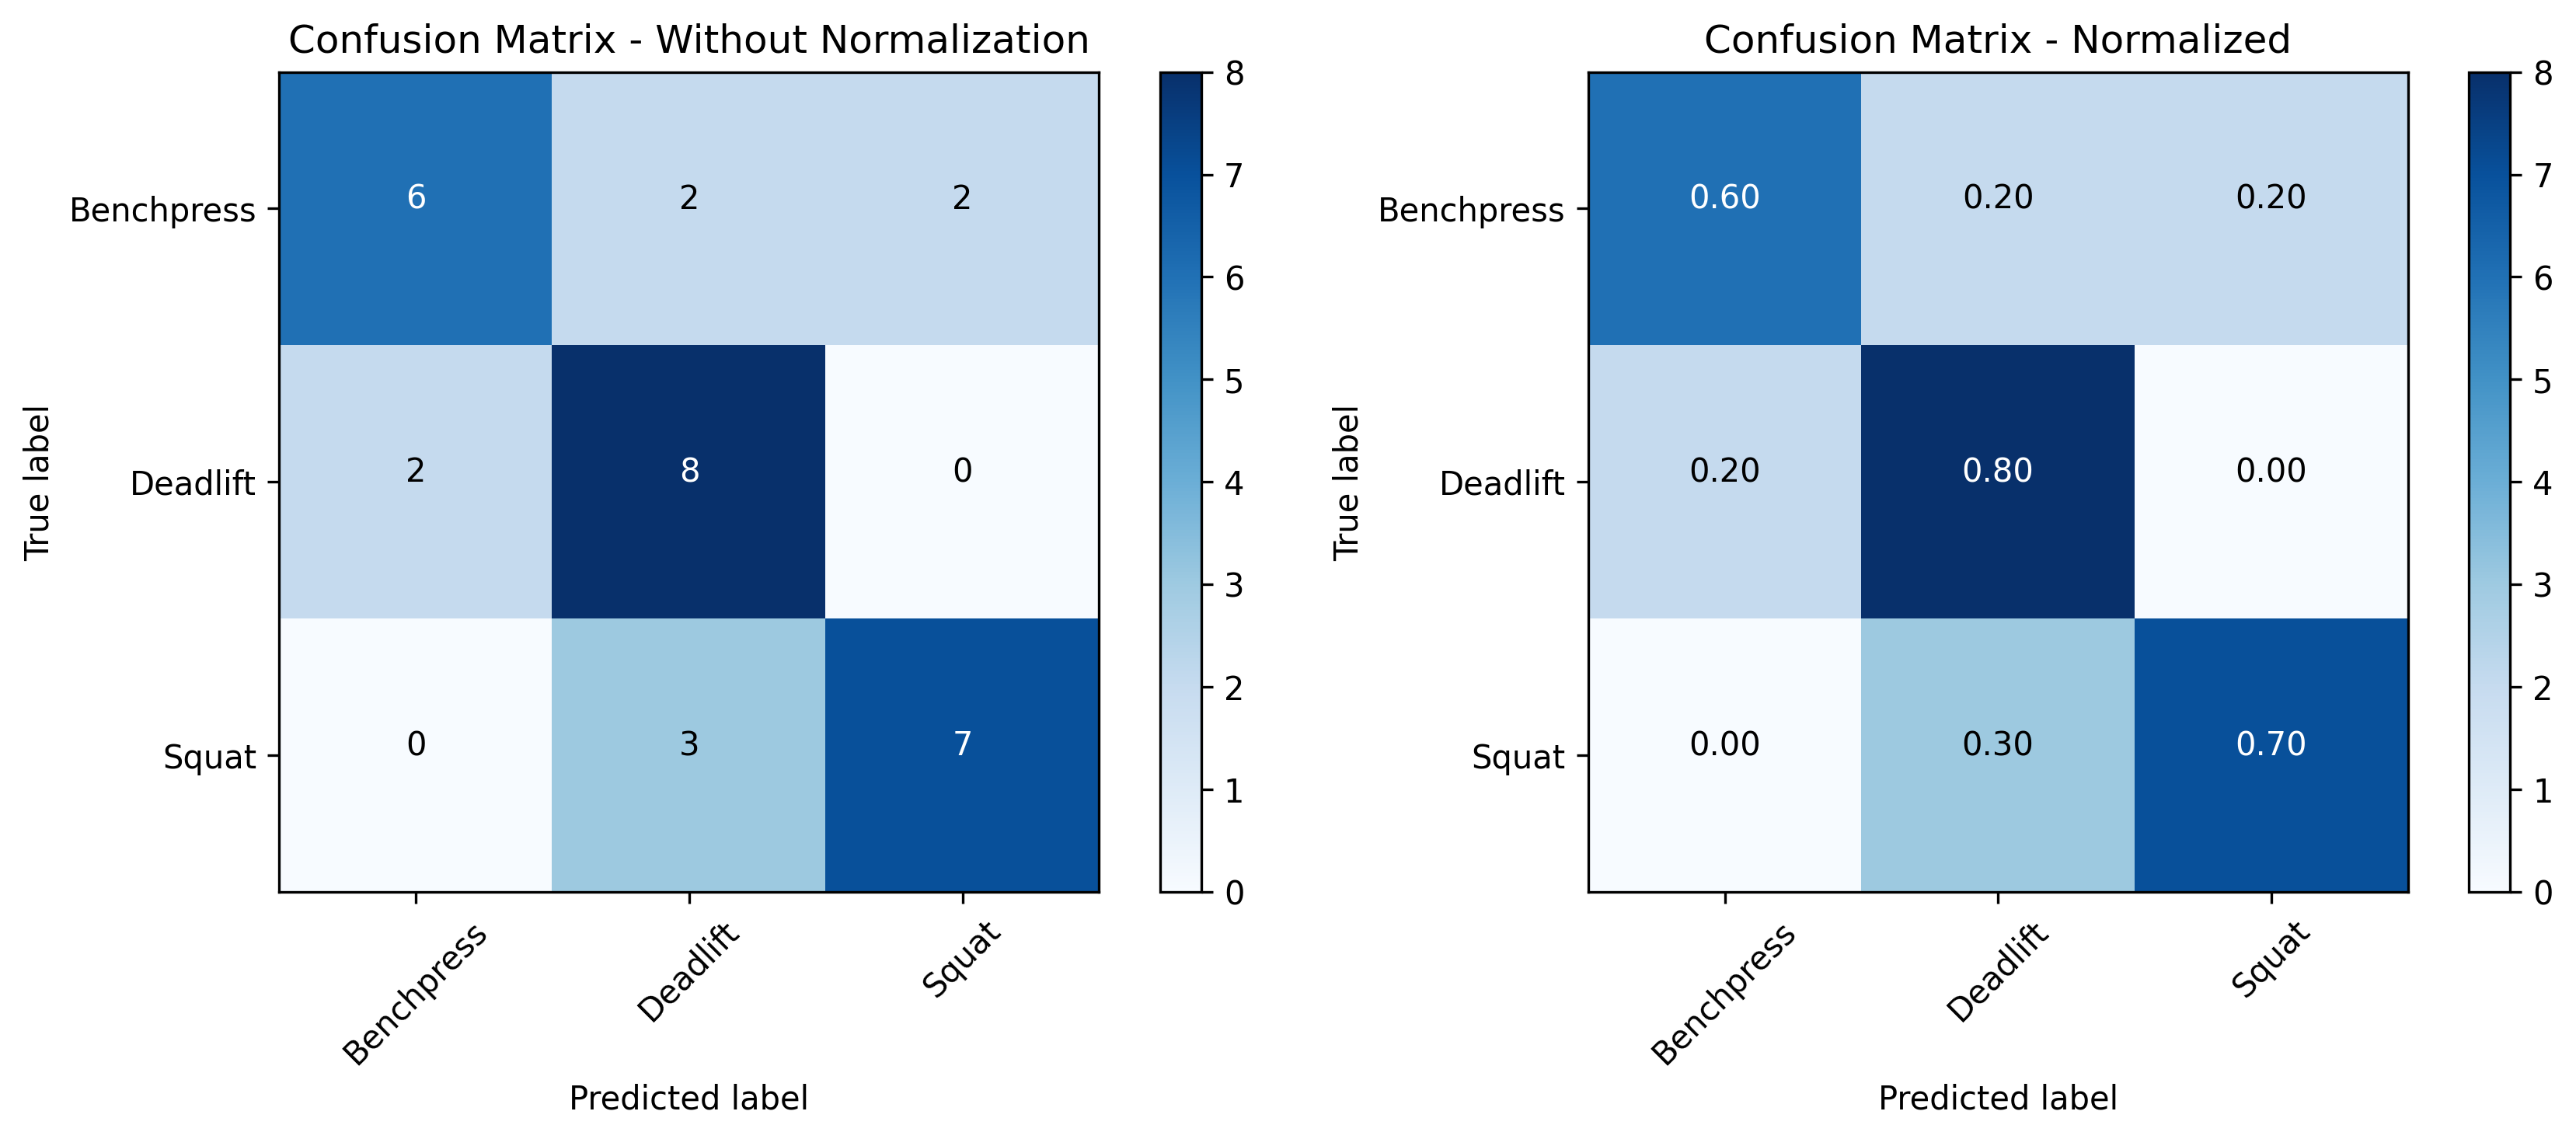 Confusion Matrix - Without Normalization
True label
Benchpress
Deadlift
Squat
6 2 2
2 8 0
0 3 7
Benchpress
Deadlift
Squat
Predicted label
8
7
6
5
4
3
2
1
0
Confusion Matrix - Normalized
True label
Benchpress
Deadlift
Squat
0.60 0.20 0.20
0.20 0.80 0.00
0.00 0.30 0.70
Benchpress
Deadlift
Squat
Predicted label
8
7
6
5
4
3
2
1
0